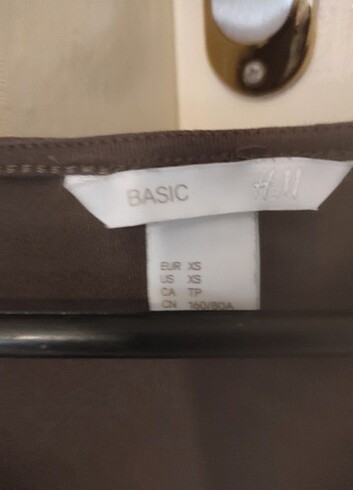 BASIC H&M
EUR XS
US XS
CA TP
CN 160/80A